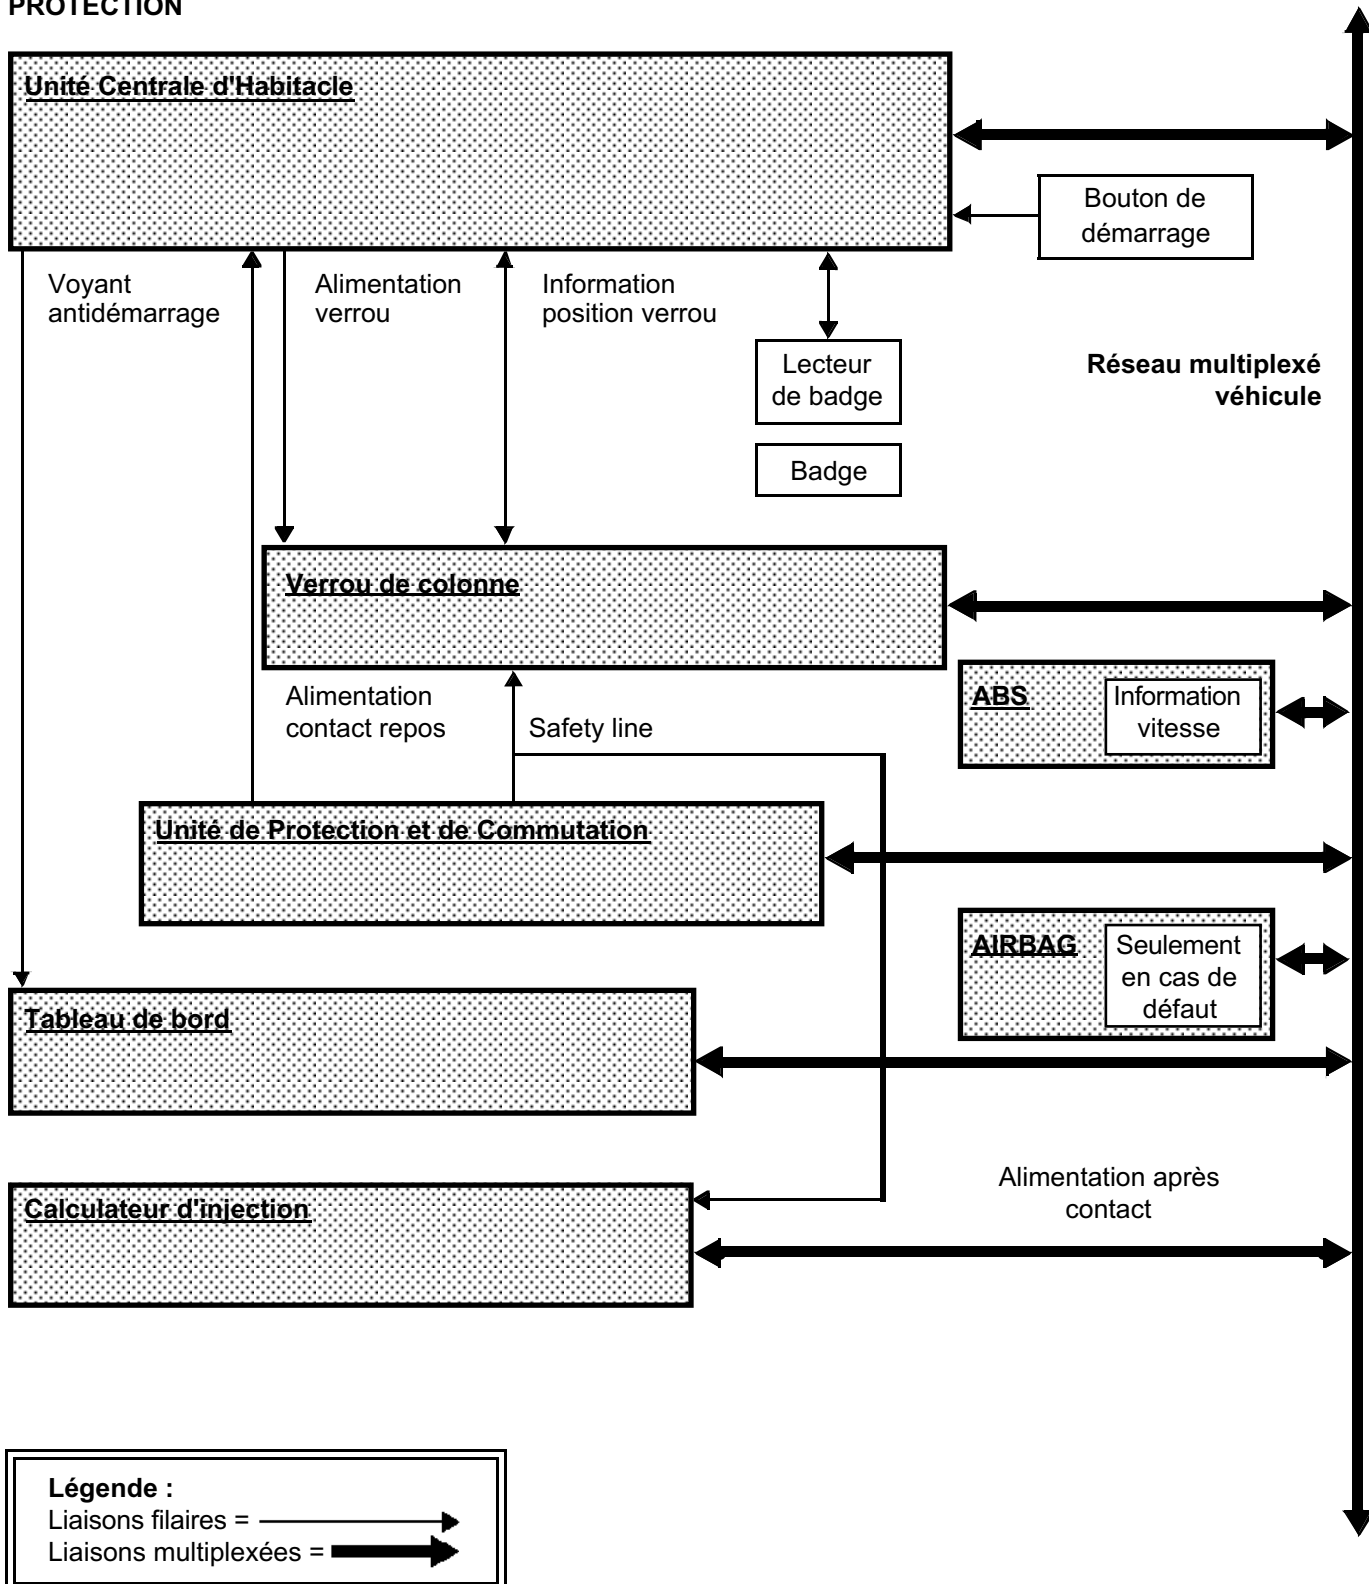 PROTECTION
Unité Centrale d'Habitacle
Bouton de
démarrage
Voyant
antidémarrage
Alimentation
verrou
Information
position verrou
Lecteur
de badge
Badge
Réseau multiplexé
véhicule
Verrou de colonne
Alimentation
contact repos
Safety line
ABS
Information
vitesse
Unité de Protection et de Commutation
AIRBAG
Seulement
en cas de
défaut
Tableau de bord
Alimentation après
contact
Calculateur d'injection
Légende :
Liaisons filaires =
Liaisons multiplexées =